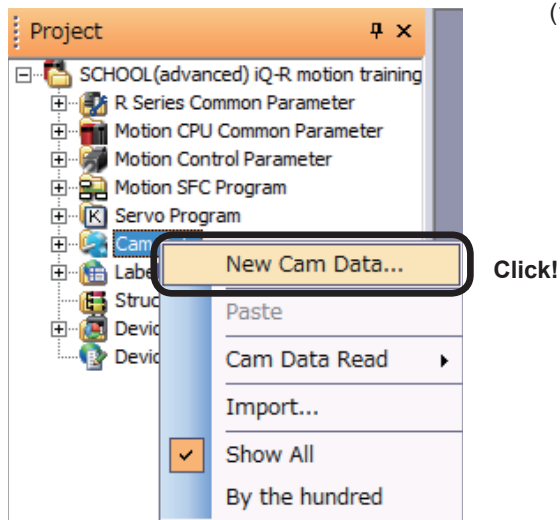 Project
(
SCHOOL(advanced) iQ-R motion training
R Series Common Parameter
Motion CPU Common Parameter
Motion Control Parameter
Motion SFC Program
K Servo Program
Cam
New Cam Data...
Click!
Labe
Struc
Paste
Devic
Devic
Cam Data Read
Import...
Show All
By the hundred